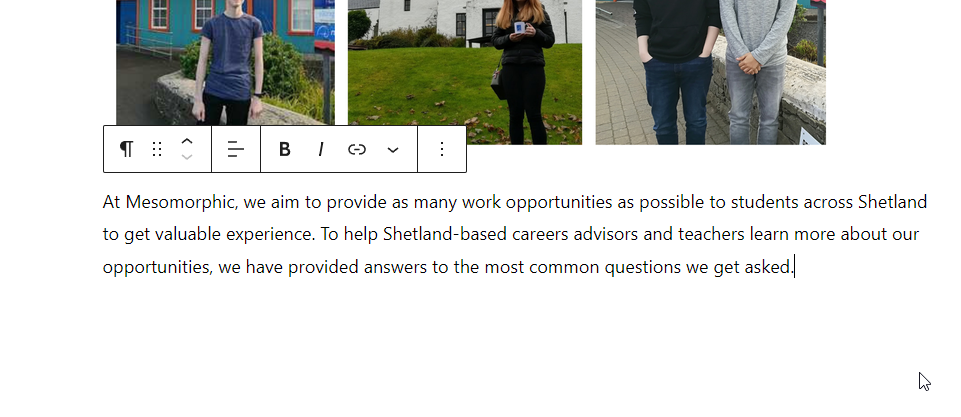 B I
At Mesomorphic, we aim to provide as many work opportunities as possible to students across Shetland
to get valuable experience. To help Shetland-based careers advisors and teachers learn more about our
opportunities, we have provided answers to the most common questions we get asked.